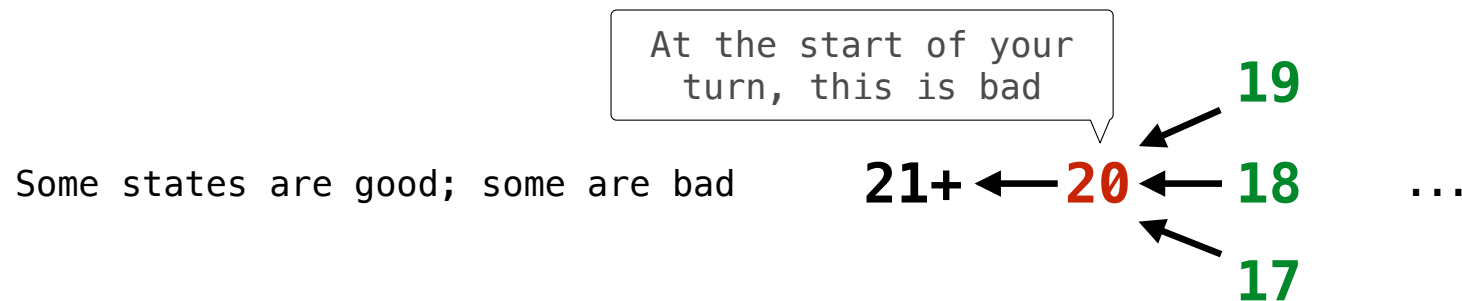 At the start of your
turn, this is bad
19
Some states are good; some are bad 21+ 20 18 ...
17